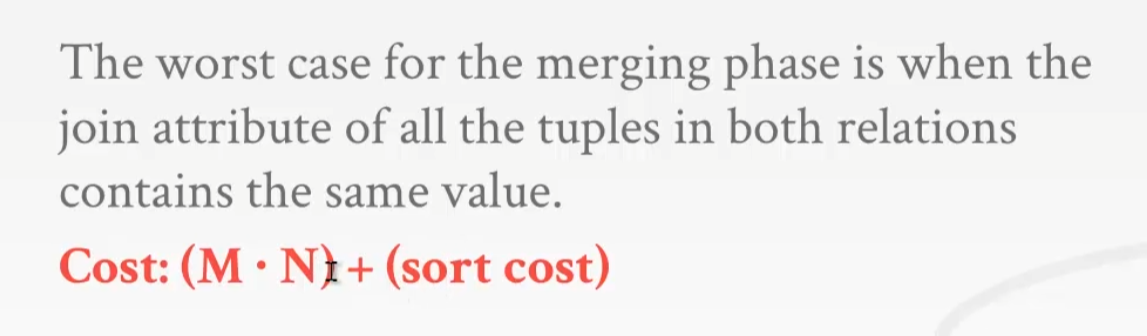 The worst case for the merging phase is when the
join attribute of all the tuples in both relations
contains the same value.
Cost: (M · N) + (sort cost)